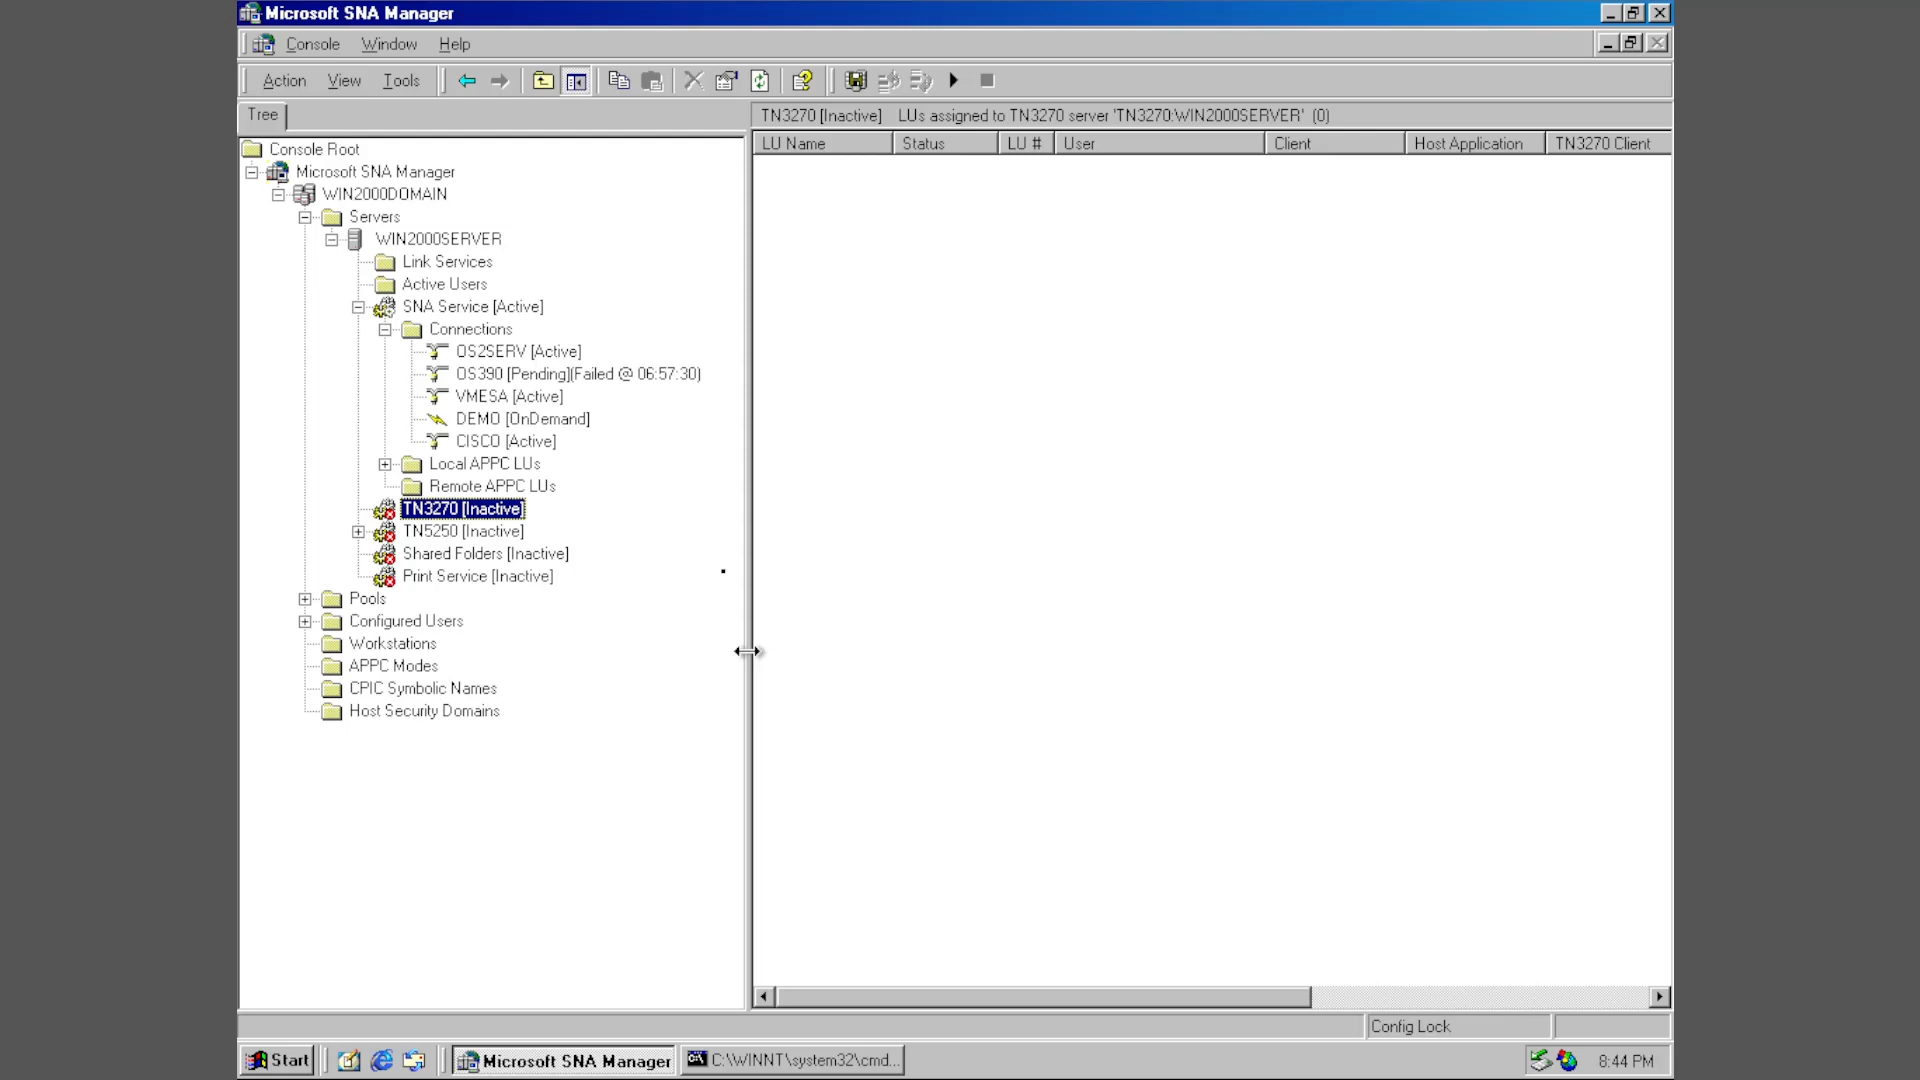 Microsoft SNA Manager
Console Window Help
Action View Tools
Tree
TN3270 [Inactive] LUs assigned to TN3270 server 'TN3270:WIN2000SERVER' (0)
LU Name Status LU # User Client Host Application TN3270 Client
Console Root
Microsoft SNA Manager
WIN2000DOMAIN
Servers
WIN2000SERVER
Link Services
Active Users
SNA Service [Active]
Connections
OS2SERV [Active]
OS390 [Pending](Failed @ 06:57:30)
VMESA [Active]
DEMO [OnDemand]
CISCO [Active]
Local APPC LUs
Remote APPC LUs
TN3270 [Inactive]
TN5250 [Inactive]
Shared Folders [Inactive]
Print Service [Inactive]
Pools
Configured Users
Workstations
APPC Modes
CPIC Symbolic Names
Host Security Domains
Config Lock
Start Microsoft SNA Manager C:\WINNT\system32\cmd... 8:44 PM